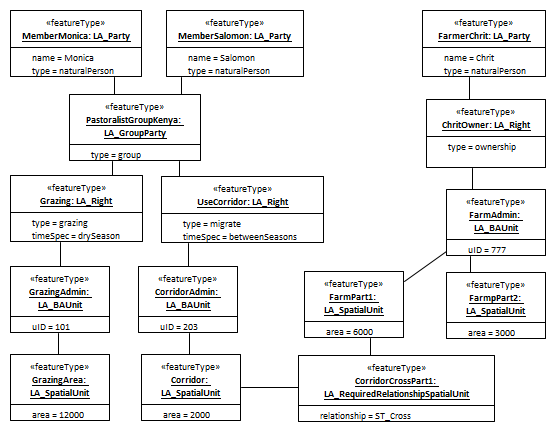 «featureType»
MemberMonica: LA_Party
name = Monica
type = naturalPerson
«featureType»
MemberSalomon: LA_Party
name = Salomon
type = naturalPerson
«featureType»
FarmerChrit: LA_Party
name = Chrit
type = naturalPerson
«featureType»
PastoralistGroupKenya:
LA_GroupParty
type = group
«featureType»
ChritOwner: LA_Right
type = ownership
«featureType»
Grazing: LA_Right
type = grazing
timeSpec = drySeason
«featureType»
UseCorridor: LA_Right
type = migrate
timeSpec = betweenSeasons
«featureType»
FarmAdmin:
LA_BAUnit
uID = 777
«featureType»
GrazingAdmin:
LA_BAUnit
uID = 101
«featureType»
CorridorAdmin:
LA_BAUnit
uID = 203
«featureType»
FarmPart1:
LA_SpatialUnit
area = 6000
«featureType»
FarmpPart2:
LA_SpatialUnit
area = 3000
«featureType»
GrazingArea:
LA_SpatialUnit
area = 12000
«featureType»
Corridor:
LA_SpatialUnit
area = 2000
«featureType»
CorridorCrossPart1:
LA_RequiredRelationshipSpatialUnit
relationship = ST_Cross